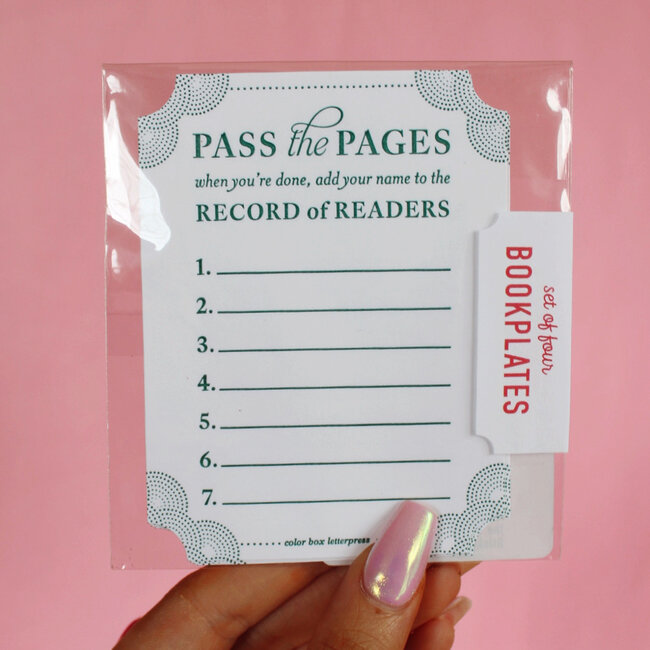 PASS the PAGES
when you're done, add your name to the
RECORD of READERS
1.
2.
3.
4.
5.
6.
7.
color box letterpress
set of four
BOOKPLATES